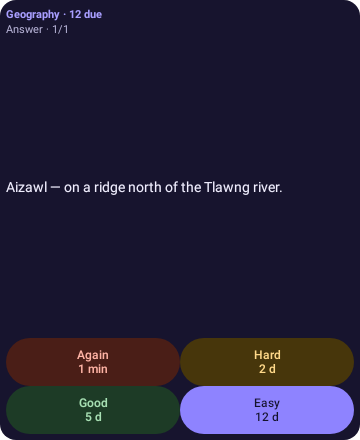 Geography · 12 due
Answer · 1/1
Aizawl — on a ridge north of the Tlawng river.
Again
1 min
Hard
2 d
Good
5 d
Easy
12 d